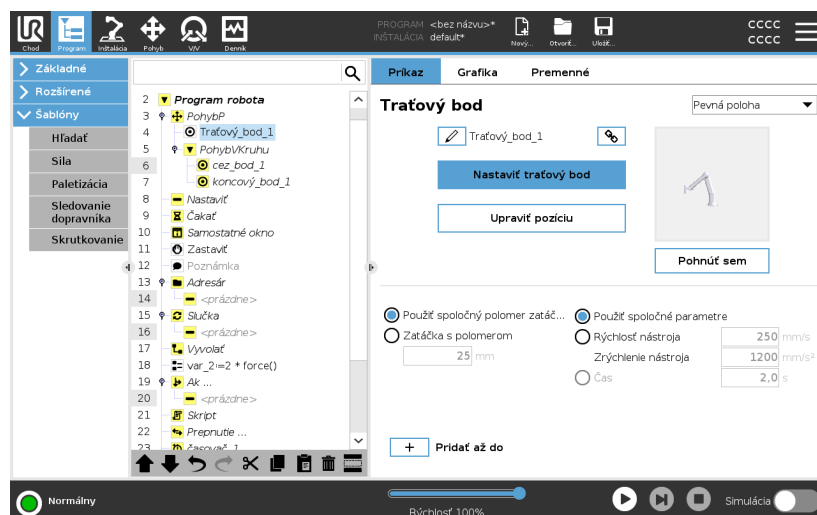 PROGRAM <bez názvu>*
INŠTALÁCIA default*
Chod
Program
Inštalácia
Pohyb
V/V
Denník
Nový...
Otvoriť...
Uložiť...
CCCC
CCCC
Základné
Rozšírené
Šablóny
Hľadať
Sila
Paletizácia
Sledovanie
dopravníka
Skrutkovanie
2 Program robota
3 PohybP
4 Traťový_bod_1
5 PohybVKruhu
6 cez_bod_1
7 koncový_bod_1
8 Nastaviť
9 Čakať
10 Samostatné okno
11 Zastaviť
12 Poznámka
13 Adresár
14 <prázdne>
15 Slučka
16 <prázdne>
17 Vyvolať
18 var_2≔2 * force()
19 Ak ...
20 <prázdne>
21 Skript
22 Prepnutie ...
23 časovač_1
Príkaz
Grafika
Premenné
Traťový bod
Pevná poloha
Traťový_bod_1
Nastaviť traťový bod
Upraviť pozíciu
Pohnúť sem
Použiť spoločný polomer zatáč...
Zatáčka s polomerom
25 mm
Použiť spoločné parametre
Rýchlosť nástroja 250 mm/s
Zrýchlenie nástroja 1200 mm/s²
Čas 2,0 s
+ Pridať až do
Normálny
Rýchlosť 100%
Simulácia